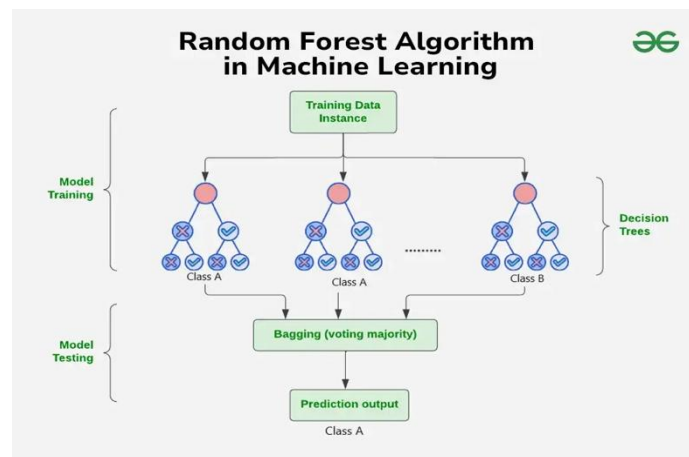 Random Forest Algorithm
in Machine Learning
Training Data
Instance
Model
Training
Decision
Trees
.........
Class A
Class A
Class B
Bagging (voting majority)
Model
Testing
Prediction output
Class A